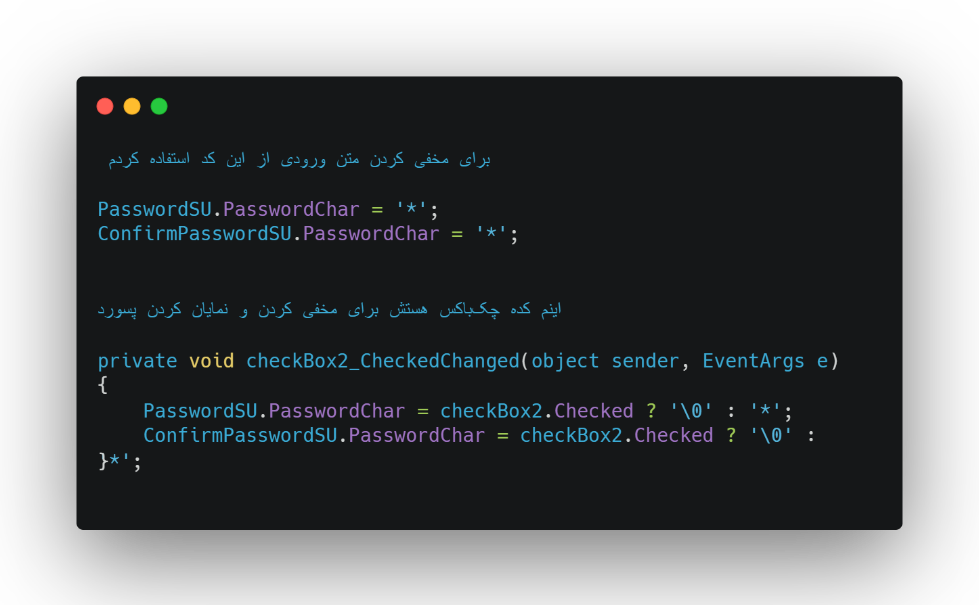 برای مخفی کردن متن ورودی از این کد استفاده کردم
PasswordSU.PasswordChar = '*';
ConfirmPasswordSU.PasswordChar = '*';
اینم کده چک‌باکس هستش برای مخفی کردن و نمایان کردن پسورد
private void checkBox2_CheckedChanged(object sender, EventArgs e)
{
    PasswordSU.PasswordChar = checkBox2.Checked ? '\0' : '*';
    ConfirmPasswordSU.PasswordChar = checkBox2.Checked ? '\0' :
}*';